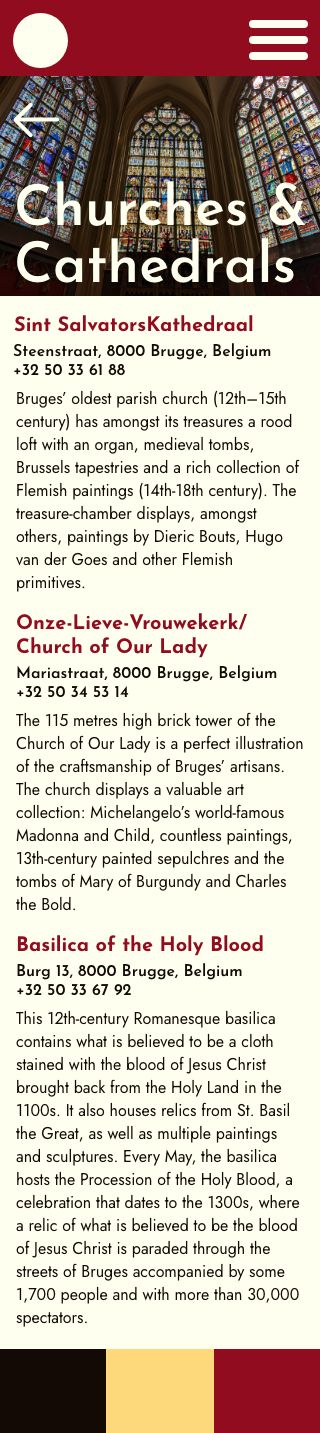 Churches &
Cathedrals
Sint SalvatorsKathedraal
Steenstraat, 8000 Brugge, Belgium
+32 50 33 61 88
Bruges’ oldest parish church (12th–15th
century) has amongst its treasures a rood
loft with an organ, medieval tombs,
Brussels tapestries and a rich collection of
Flemish paintings (14th-18th century). The
treasure-chamber displays, amongst
others, paintings by Dieric Bouts, Hugo
van der Goes and other Flemish
primitives.
Onze-Lieve-Vrouwekerk/
Church of Our Lady
Mariastraat, 8000 Brugge, Belgium
+32 50 34 53 14
The 115 metres high brick tower of the
Church of Our Lady is a perfect illustration
of the craftsmanship of Bruges’ artisans.
The church displays a valuable art
collection: Michelangelo’s world-famous
Madonna and Child, countless paintings,
13th-century painted sepulchres and the
tombs of Mary of Burgundy and Charles
the Bold.
Basilica of the Holy Blood
Burg 13, 8000 Brugge, Belgium
+32 50 33 67 92
This 12th-century Romanesque basilica
contains what is believed to be a cloth
stained with the blood of Jesus Christ
brought back from the Holy Land in the
1100s. It also houses relics from St. Basil
the Great, as well as multiple paintings
and sculptures. Every May, the basilica
hosts the Procession of the Holy Blood, a
celebration that dates to the 1300s, where
a relic of what is believed to be the blood
of Jesus Christ is paraded through the
streets of Bruges accompanied by some
1,700 people and with more than 30,000
spectators.